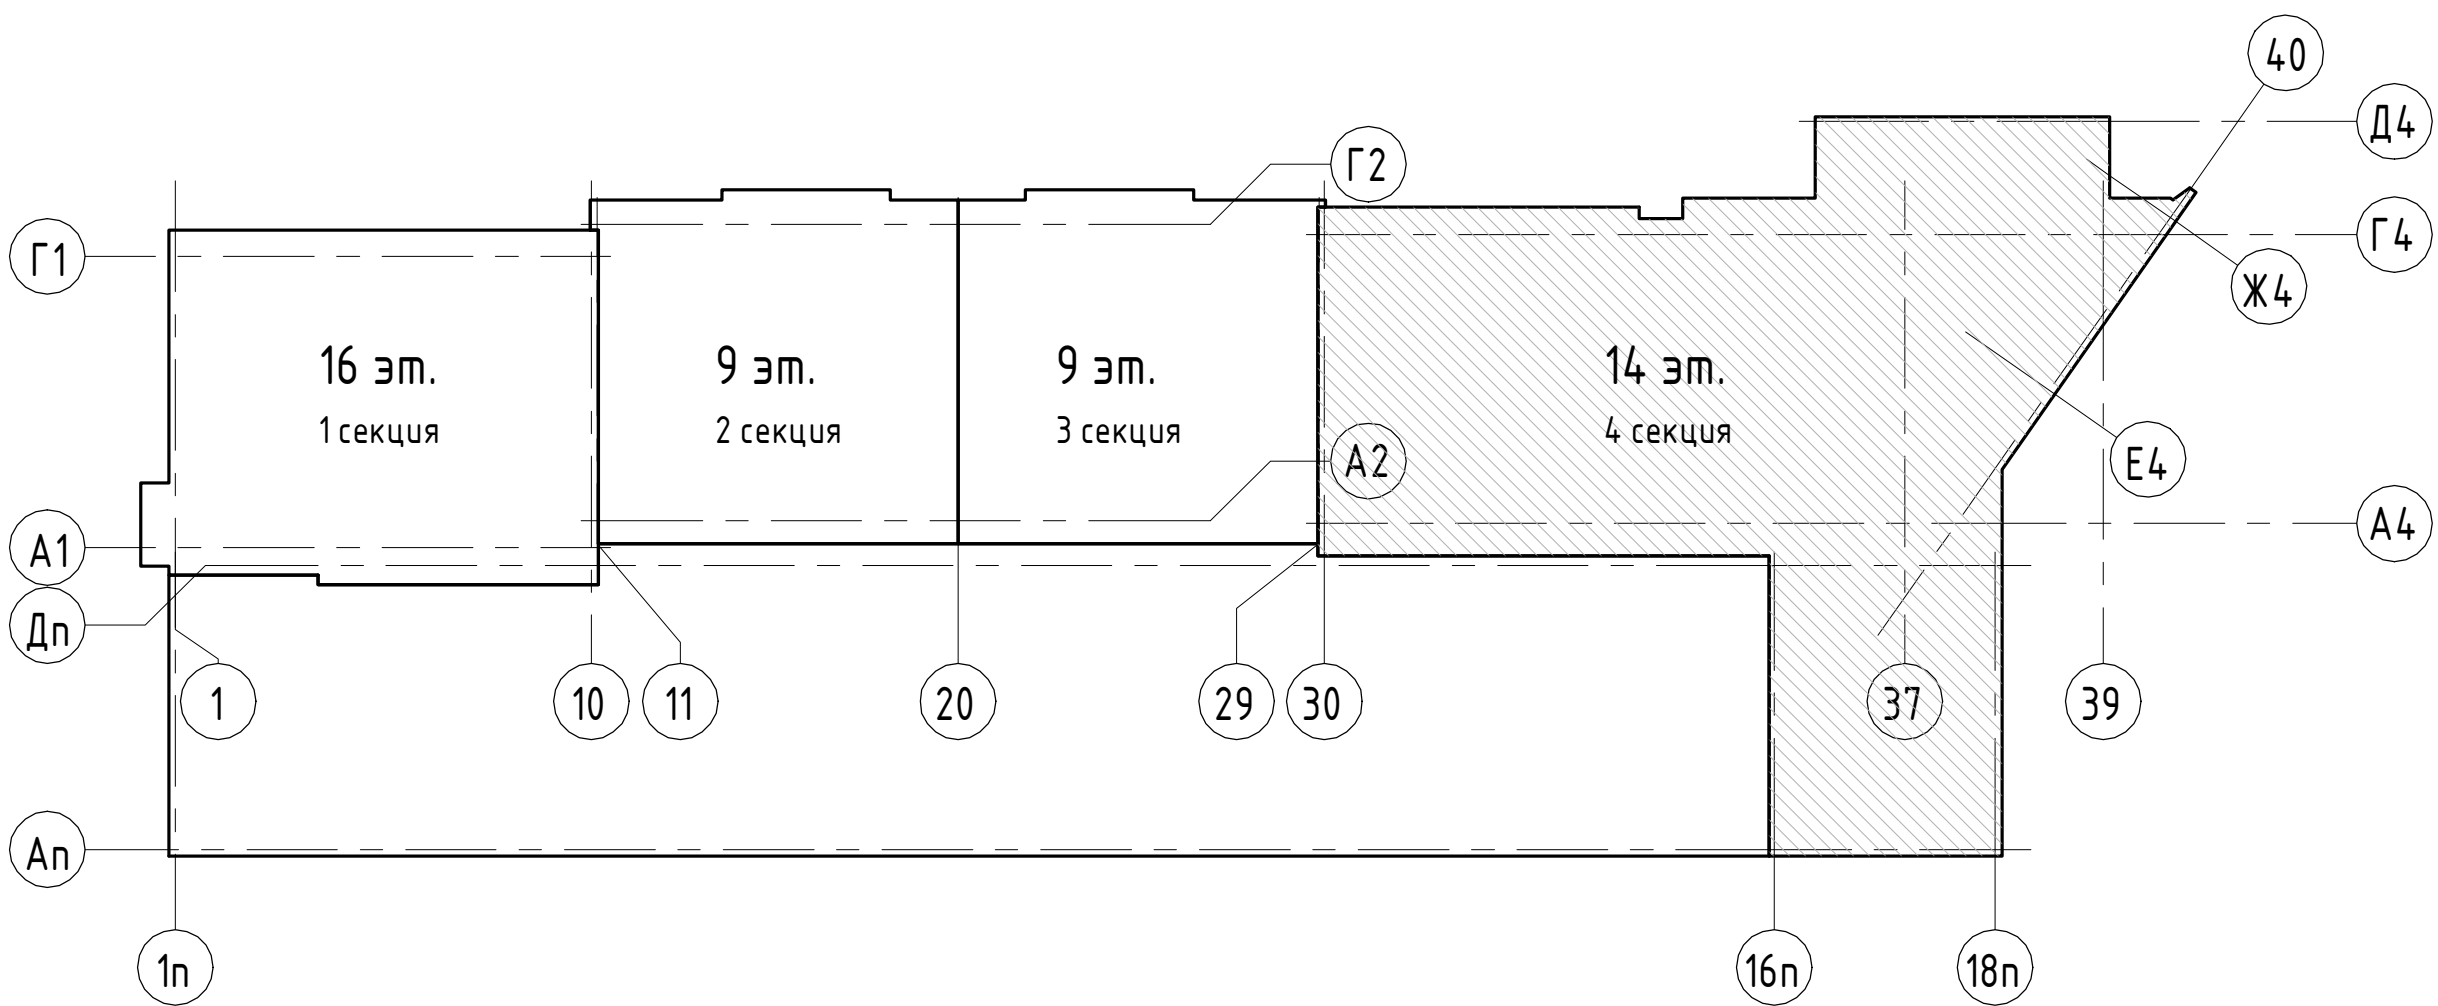 40
Д4
Г2
Г1
Г4
Ж4
16 эт.
9 эт.
9 эт.
14 эт.
1 секция
2 секция
3 секция
4 секция
А2
Е4
А1
А4
Дп
1
10
11
20
29
30
37
39
Ап
1п
16п
18п